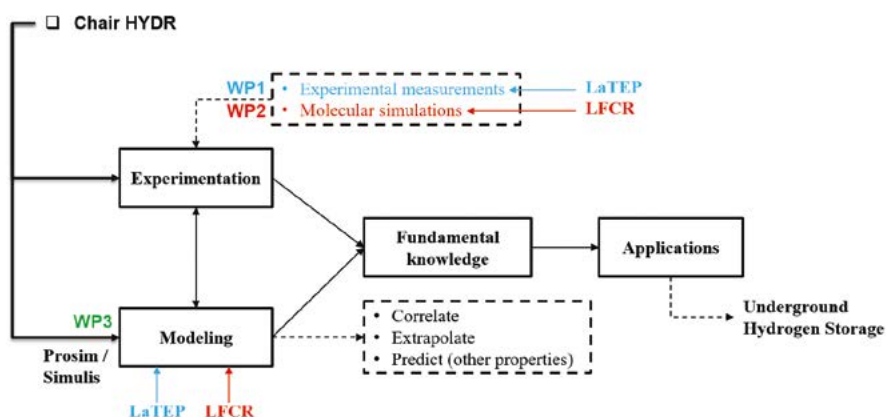 Chair HYDR
WP1
• Experimental measurements
LaTEP
WP2
• Molecular simulations
LFCR
Experimentation
Fundamental
knowledge
Applications
WP3
Modeling
• Correlate
• Extrapolate
• Predict (other properties)
Underground
Hydrogen Storage
Prosim /
Simulis
LaTEP
LFCR